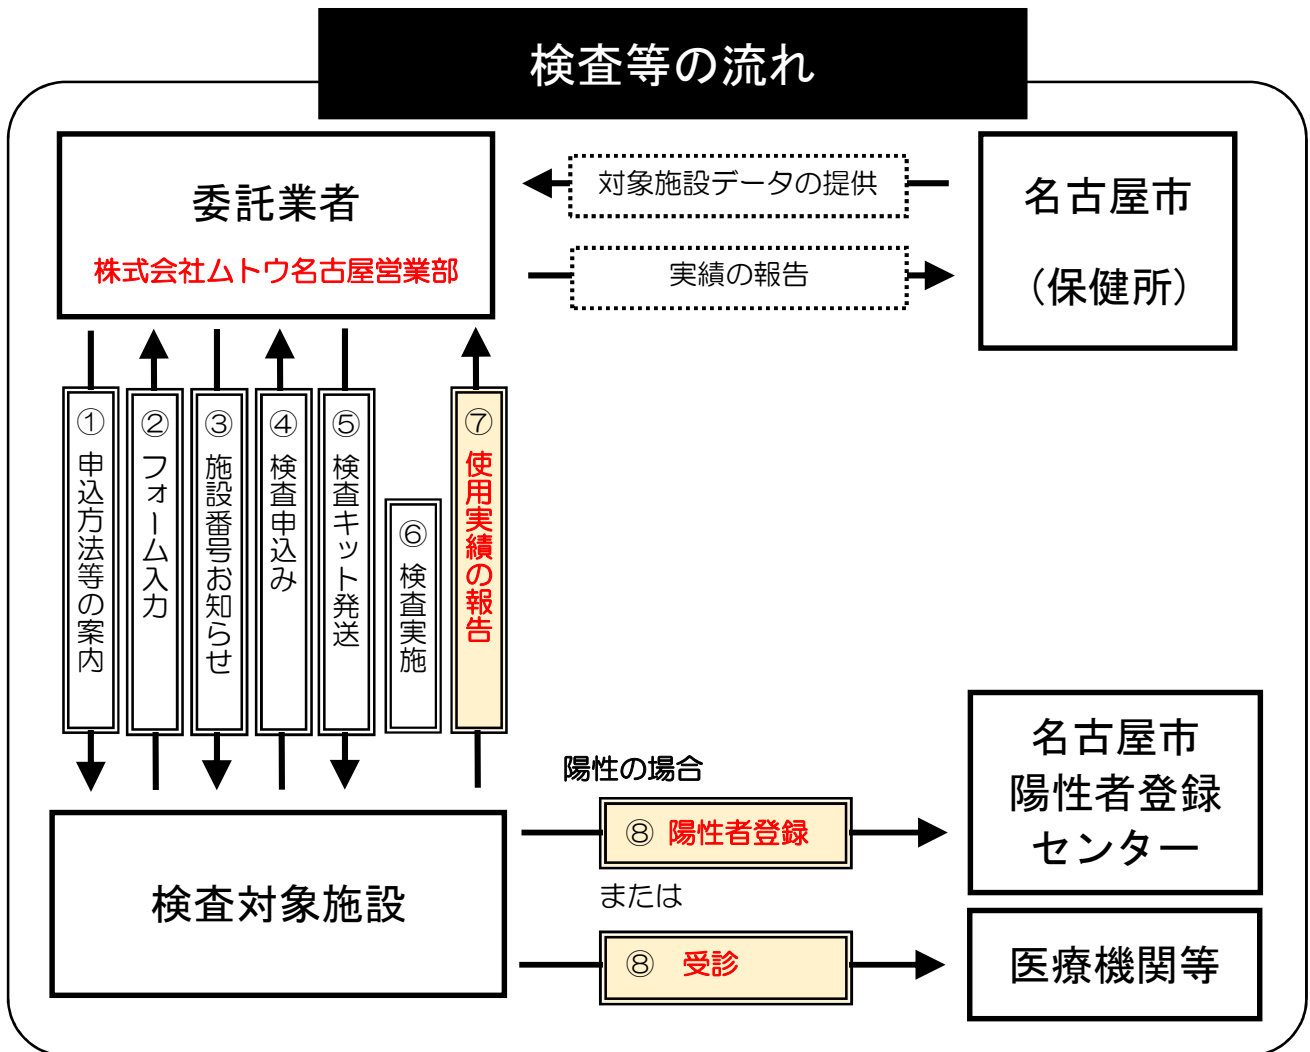 検査等の流れ
委託業者
株式会社ムトウ名古屋営業部
対象施設データの提供
実績の報告
名古屋市
（保健所）
① 申込方法等の案内
② フォーム入力
③ 施設番号お知らせ
④ 検査申込み
⑤ 検査キット発送
⑥ 検査実施
⑦ 使用実績の報告
検査対象施設
陽性の場合
⑧ 陽性者登録
または
⑧ 受診
名古屋市
陽性者登録
センター
医療機関等